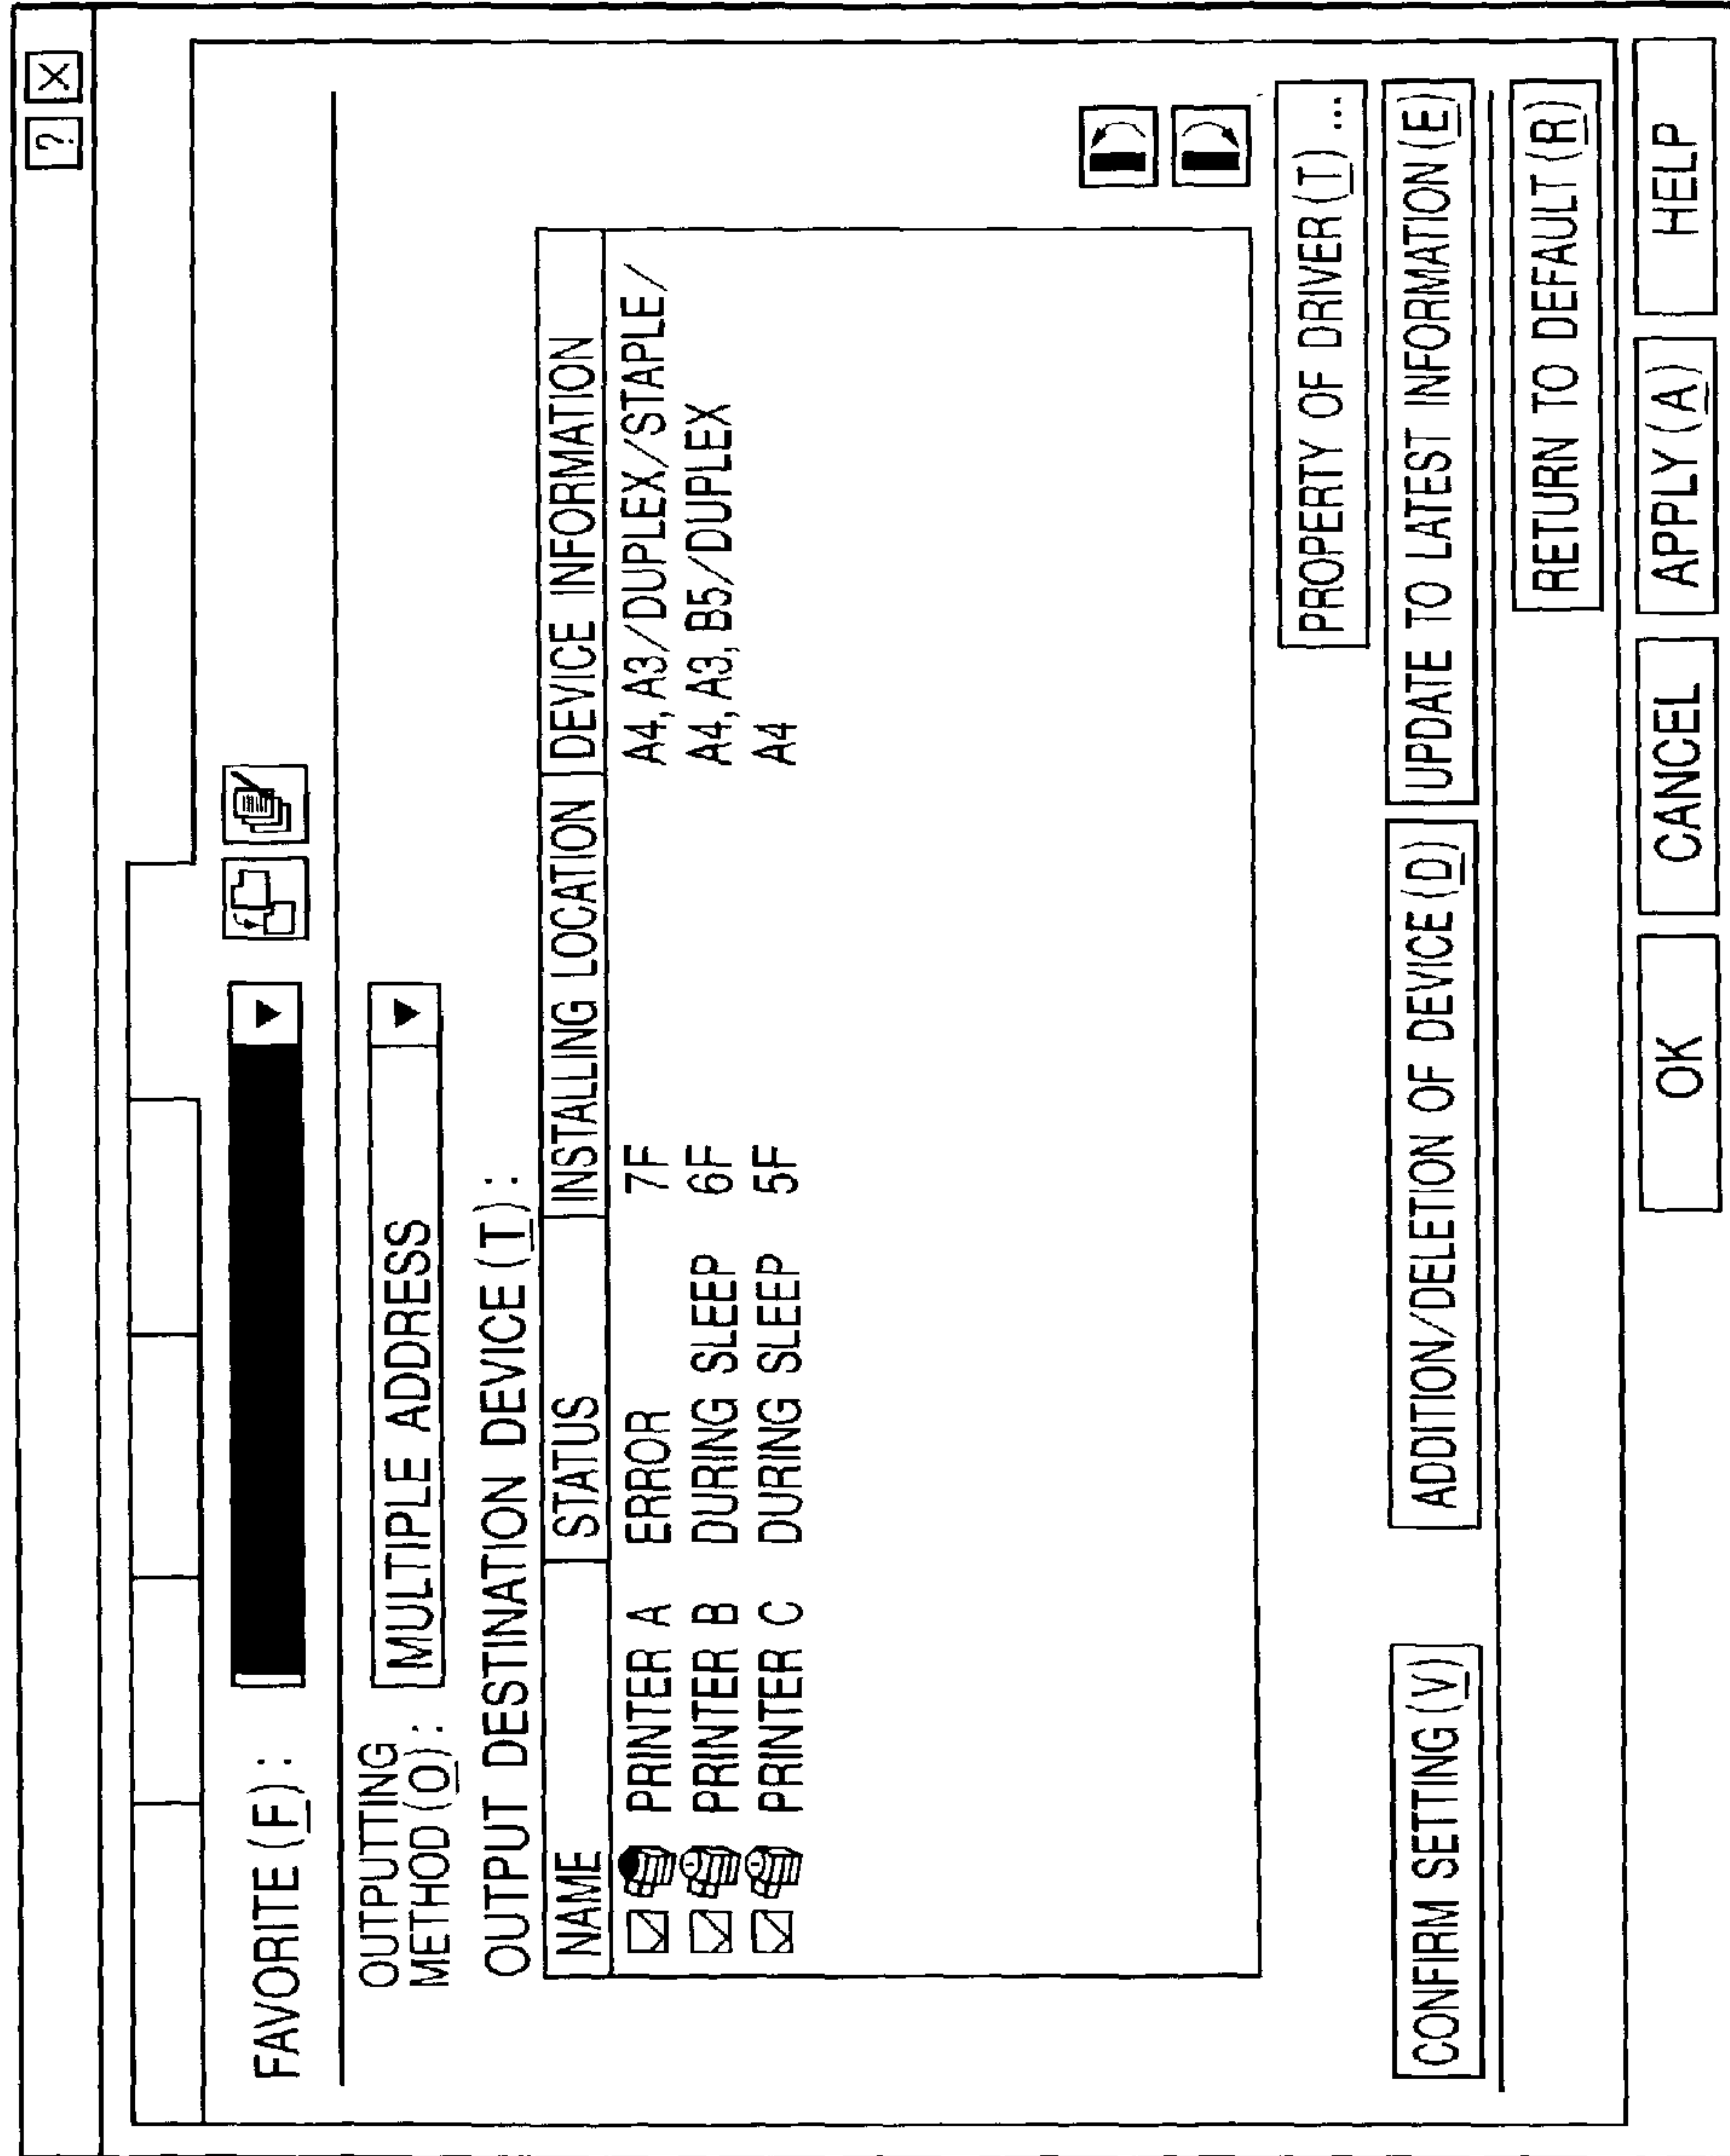 ? X
FAVORITE (F) :
OUTPUTTING
METHOD (O) : MULTIPLE ADDRESS
OUTPUT DESTINATION DEVICE (T) :
NAME STATUS INSTALLING LOCATION DEVICE INFORMATION
PRINTER A ERROR 7F A4, A3/DUPLEX/STAPLE/
PRINTER B DURING SLEEP 6F A4, A3, B5/DUPLEX
PRINTER C DURING SLEEP 5F A4
PROPERTY OF DRIVER (T) ...
CONFIRM SETTING (V) ADDITION/DELETION OF DEVICE (D) UPDATE TO LATEST INFORMATION (E)
RETURN TO DEFAULT (R)
OK CANCEL APPLY (A) HELP